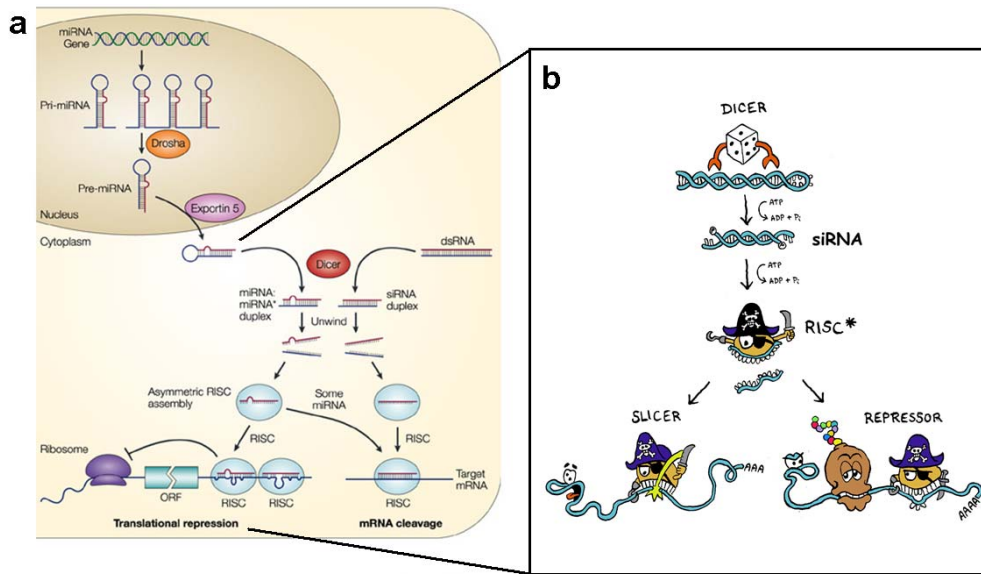 a
miRNA
Gene
Pri-miRNA
Drosha
Pre-miRNA
Exportin 5
Nucleus
Cytoplasm
dsRNA
Dicer
miRNA:
miRNA*
duplex
siRNA
duplex
Unwind
Asymmetric RISC
assembly
Some
miRNA
RISC
RISC
Ribosome
ORF
RISC
RISC
RISC
Target
mRNA
Translational repression
mRNA cleavage
b
DICER
ATP
ADP + Pi
siRNA
ATP
ADP + Pi
RISC*
SLICER
REPRESSOR
AAA
AAAA